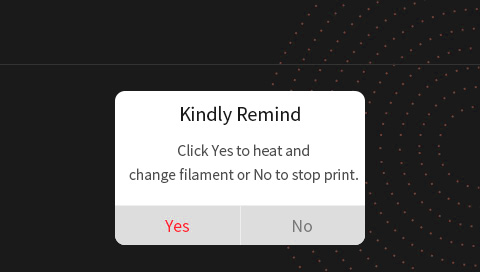 Kindly Remind
Click Yes to heat and
change filament or No to stop print.
Yes
No